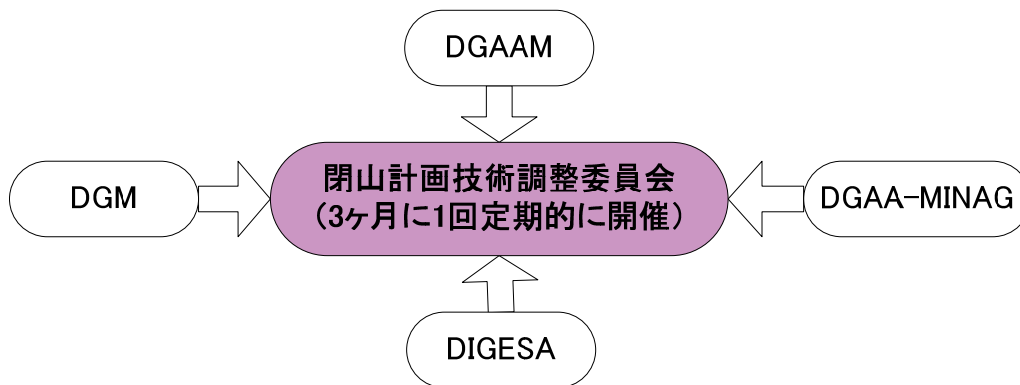 DGAAM
閉山計画技術調整委員会
(3ヶ月に1回定期的に開催)
DGM
DGAA-MINAG
DIGESA